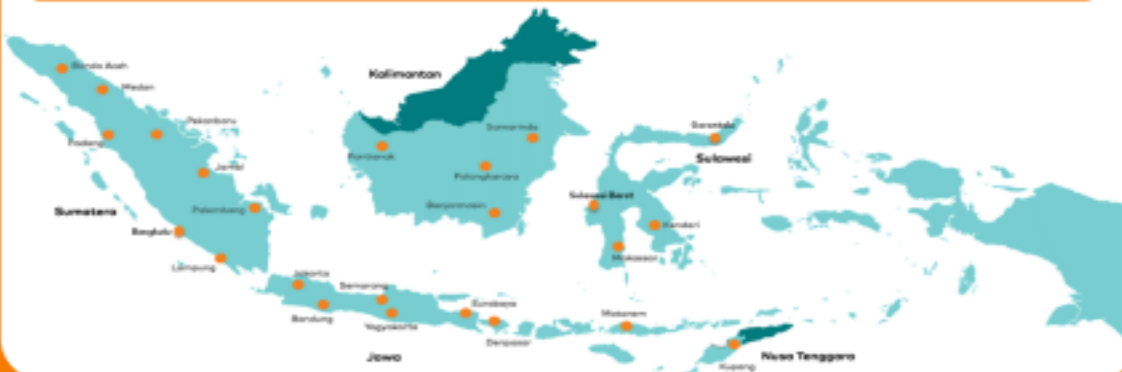 Banda Aceh
Medan
Kalimantan
Pekanbaru
Padang
Jambi
Sumatera
Palembang
Bengkulu
Lampung
Samarinda
Pontianak
Palangkaraya
Banjarmasin
Gorontalo
Sulawesi
Sulawesi Barat
Kendari
Makassar
Jakarta
Semarang
Bandung
Yogyakarta
Surabaya
Denpasar
Mataram
Jawa
Kupang
Nusa Tenggara